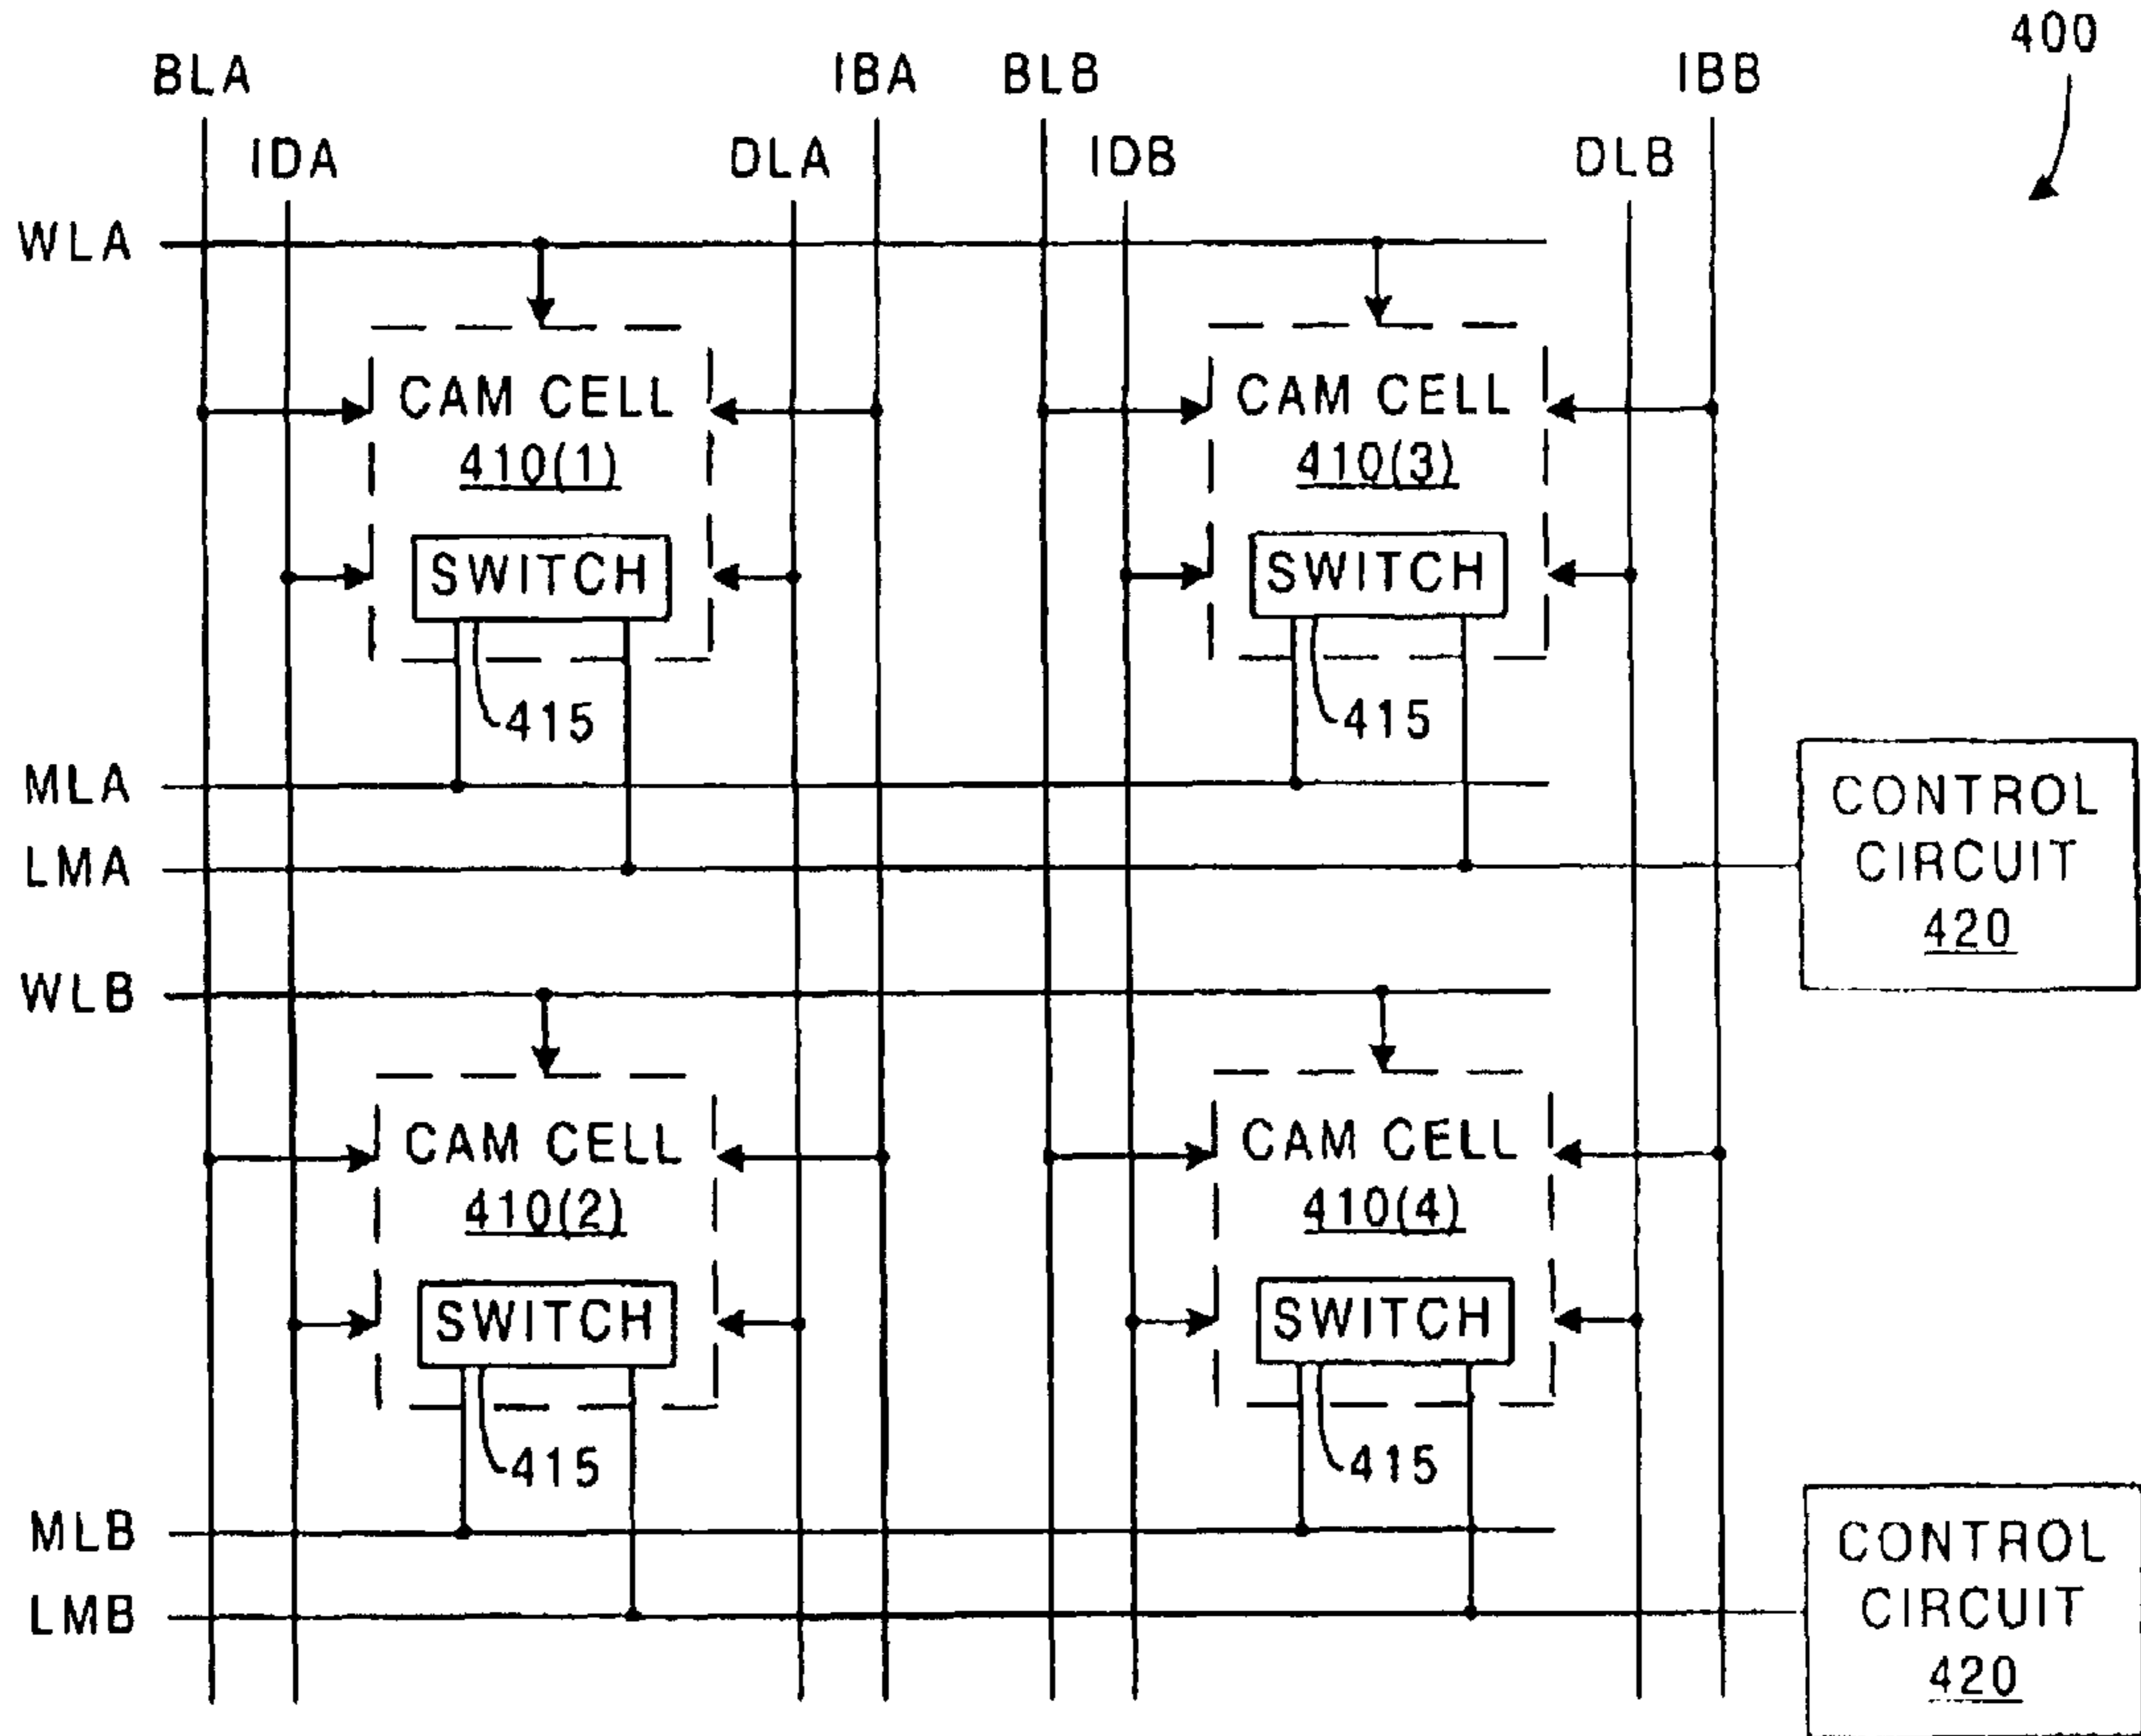 400
BLA IBA BLB IBB
IDA DLA IDB DLB
WLA
CAM CELL CAM CELL
410(1) 410(3)
SWITCH SWITCH
415 415
MLA CONTROL
LMA CIRCUIT
420
WLB
CAM CELL CAM CELL
410(2) 410(4)
SWITCH SWITCH
415 415
MLB CONTROL
LMB CIRCUIT
420